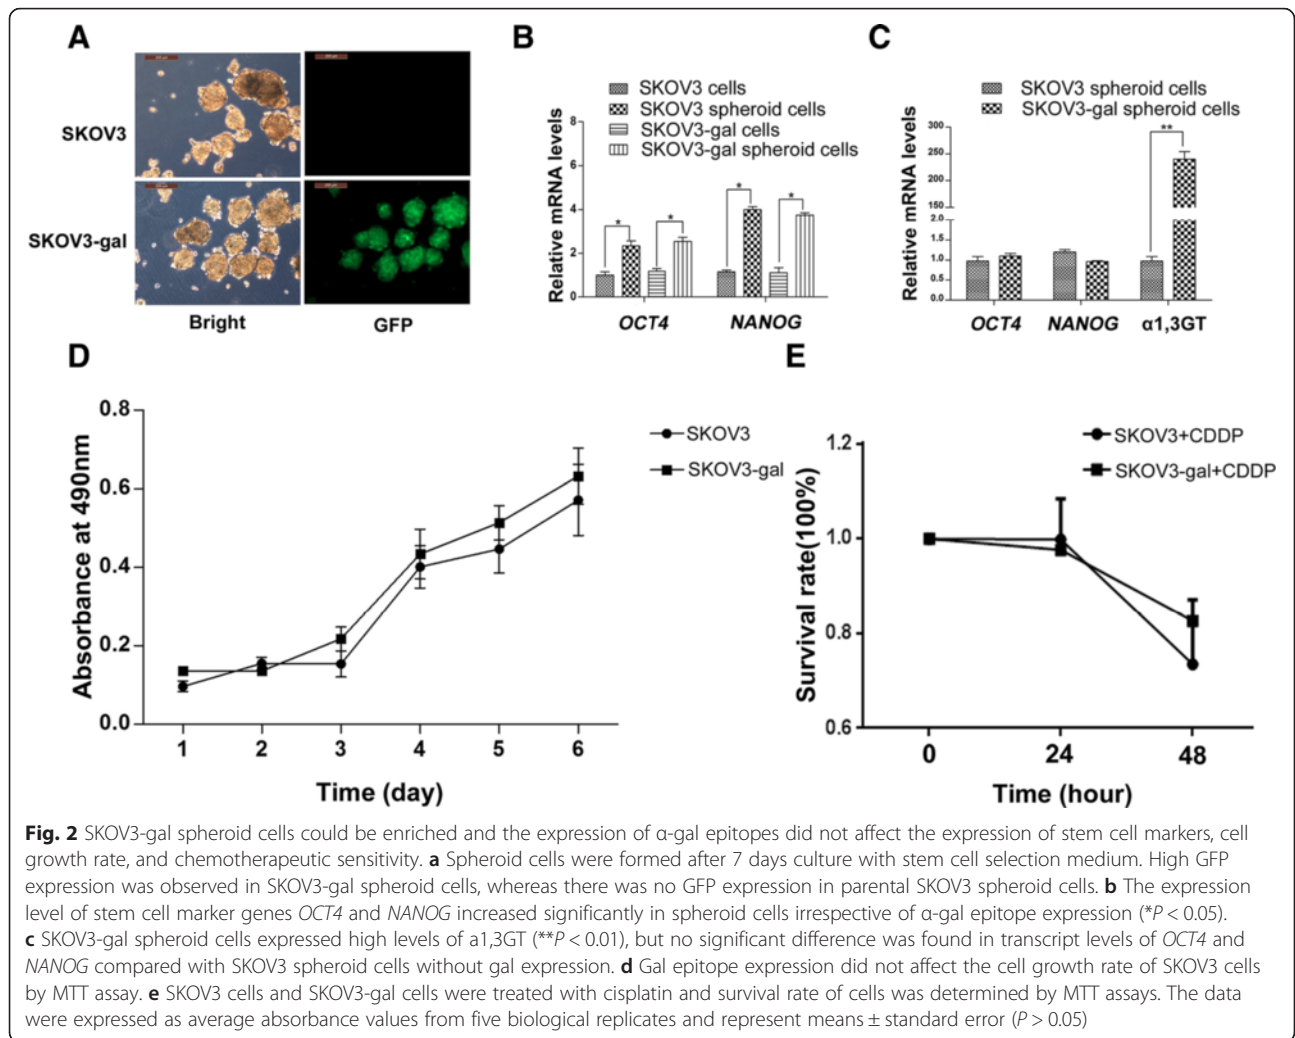 A
SKOV3
SKOV3-gal
Bright
GFP
B
SKOV3 cells
SKOV3 spheroid cells
SKOV3-gal cells
SKOV3-gal spheroid cells
Relative mRNA levels
8
6
4
2
0
*
*
*
*
OCT4
NANOG
C
SKOV3 spheroid cells
SKOV3-gal spheroid cells
Relative mRNA levels
300
250
200
150
2.0
1.5
1.0
0.5
0.0
**
OCT4
NANOG
α1,3GT
D
Absorbance at 490nm
0.8
0.6
0.4
0.2
0.0
SKOV3
SKOV3-gal
1 2 3 4 5 6
Time (day)
E
Survival rate(100%)
1.2
1.0
0.8
0.6
SKOV3+CDDP
SKOV3-gal+CDDP
0 24 48
Time (hour)
Fig. 2 SKOV3-gal spheroid cells could be enriched and the expression of α-gal epitopes did not affect the expression of stem cell markers, cell
growth rate, and chemotherapeutic sensitivity. a Spheroid cells were formed after 7 days culture with stem cell selection medium. High GFP
expression was observed in SKOV3-gal spheroid cells, whereas there was no GFP expression in parental SKOV3 spheroid cells. b The expression
level of stem cell marker genes OCT4 and NANOG increased significantly in spheroid cells irrespective of α-gal epitope expression (*P < 0.05).
c SKOV3-gal spheroid cells expressed high levels of a1,3GT (**P < 0.01), but no significant difference was found in transcript levels of OCT4 and
NANOG compared with SKOV3 spheroid cells without gal expression. d Gal epitope expression did not affect the cell growth rate of SKOV3 cells
by MTT assay. e SKOV3 cells and SKOV3-gal cells were treated with cisplatin and survival rate of cells was determined by MTT assays. The data
were expressed as average absorbance values from five biological replicates and represent means ± standard error (P > 0.05)